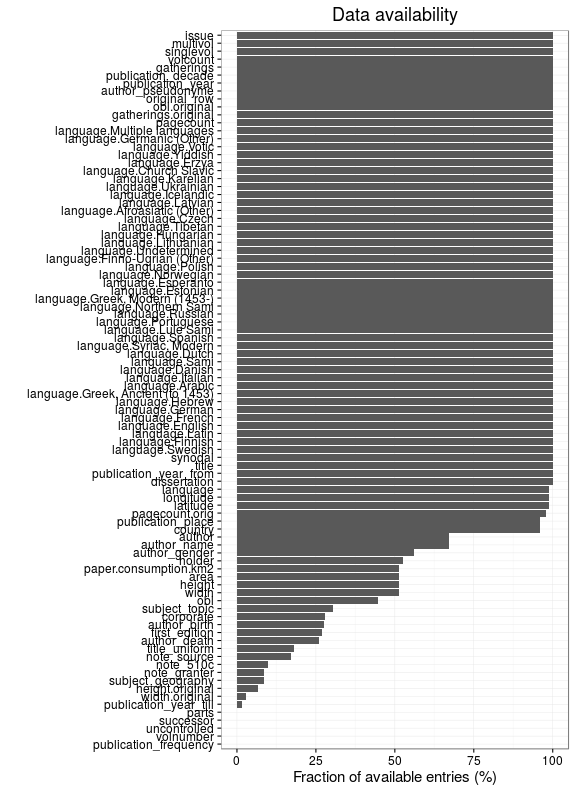 Data availability
issue
multivol
singlevol
volcount
gatherings
publication_decade
publication_year
author_pseudonyme
original_row
obl.original
gatherings.original
pagecount
language.Multiple languages
language.Germanic (Other)
language.Votic
language.Yiddish
language.Erzya
language.Church Slavic
language.Karelian
language.Ukrainian
language.Icelandic
language.Latvian
language.Afroasiatic (Other)
language.Czech
language.Tibetan
language.Hungarian
language.Lithuanian
language.Undetermined
language.Finno-Ugrian (Other)
language.Polish
language.Norwegian
language.Esperanto
language.Estonian
language.Greek, Modern (1453-)
language.Northern Sami
language.Russian
language.Portuguese
language.Lule Sami
language.Spanish
language.Syriac, Modern
language.Dutch
language.Sami
language.Danish
language.Italian
language.Arabic
language.Greek, Ancient (to 1453)
language.Hebrew
language.German
language.French
language.English
language.Latin
language.Finnish
language.Swedish
synodal
title
publication_year_from
dissertation
language
longitude
latitude
pagecount.orig
publication_place
country
author
author_name
author_gender
holder
paper.consumption.km2
area
height
width
obl
subject_topic
corporate
author_birth
first_edition
author_death
title_uniform
note_source
note_510c
note_granter
subject_geography
height.original
width.original
publication_year_till
parts
successor
uncontrolled
volnumber
publication_frequency
0 25 50 75 100
Fraction of available entries (%)